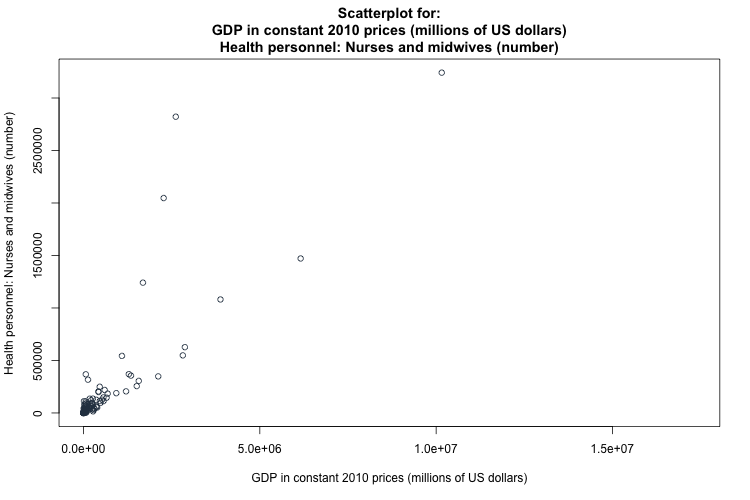 Scatterplot for:
GDP in constant 2010 prices (millions of US dollars)
Health personnel: Nurses and midwives (number)
Health personnel: Nurses and midwives (number)
2500000
1500000
500000
0
0.0e+00 5.0e+06 1.0e+07 1.5e+07
GDP in constant 2010 prices (millions of US dollars)